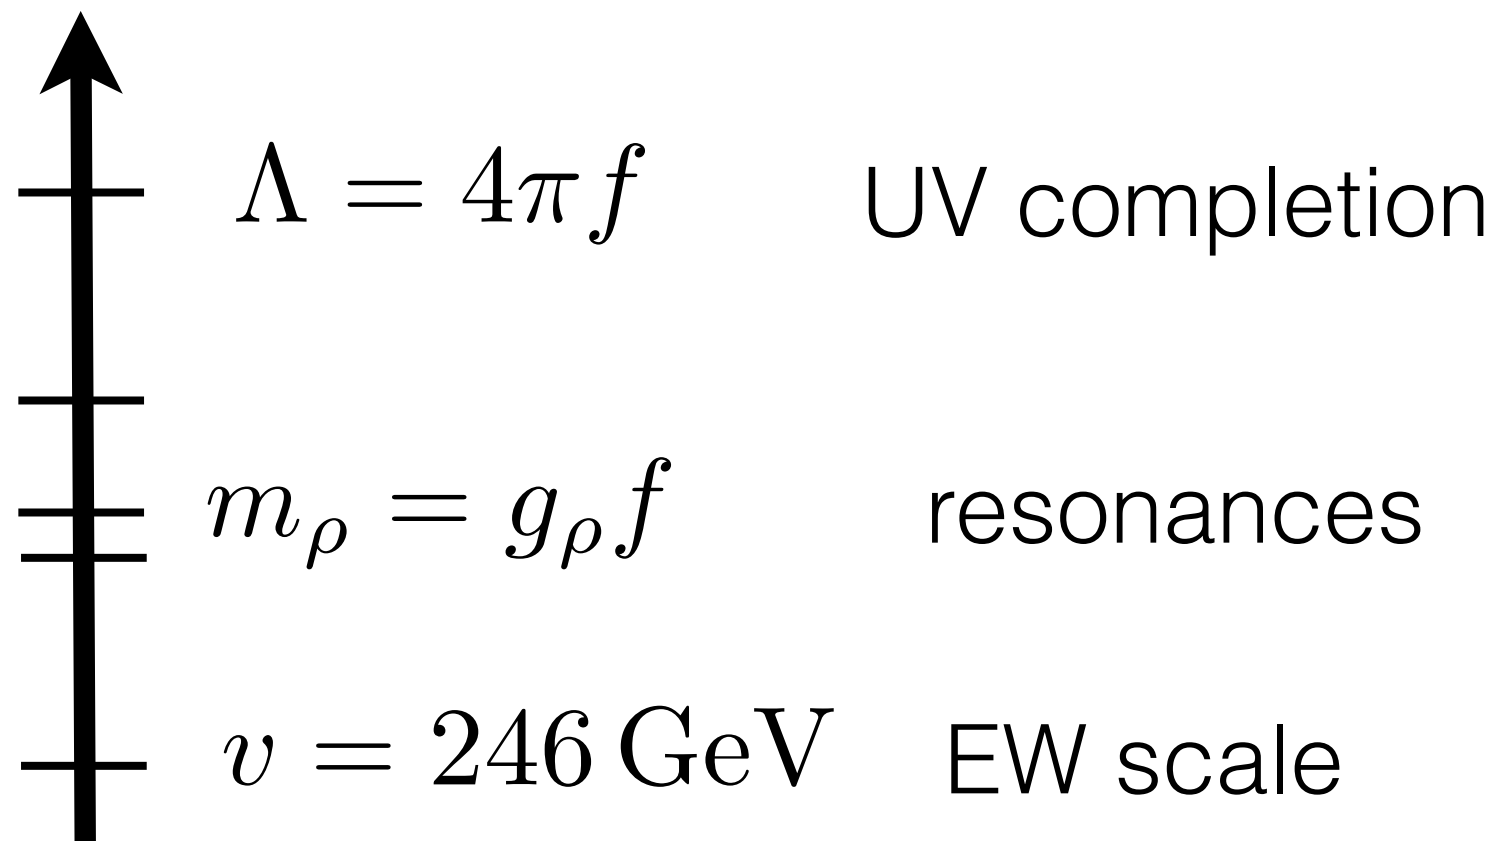 Λ = 4πf UV completion
m_ρ = g_ρ f resonances
v = 246 GeV EW scale